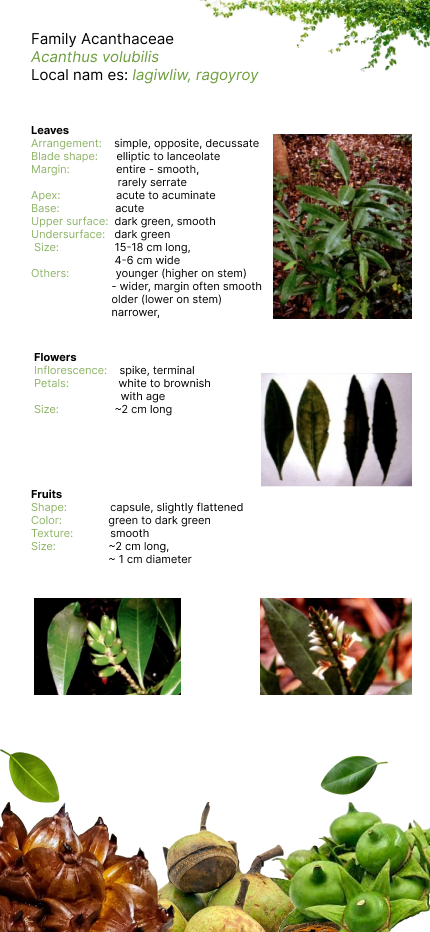 Family Acanthaceae
Acanthus volubilis
Local nam es: lagiwliw, ragoyroy
Leaves
Arrangement: simple, opposite, decussate
Blade shape: elliptic to lanceolate
Margin: entire - smooth,
rarely serrate
Apex: acute to acuminate
Base: acute
Upper surface: dark green, smooth
Undersurface: dark green
Size: 15-18 cm long,
4-6 cm wide
Others: younger (higher on stem)
- wider, margin often smooth
older (lower on stem)
narrower,
Flowers
Inflorescence: spike, terminal
Petals: white to brownish
with age
Size: ~2 cm long
Fruits
Shape: capsule, slightly flattened
Color: green to dark green
Texture: smooth
Size: ~2 cm long,
~ 1 cm diameter